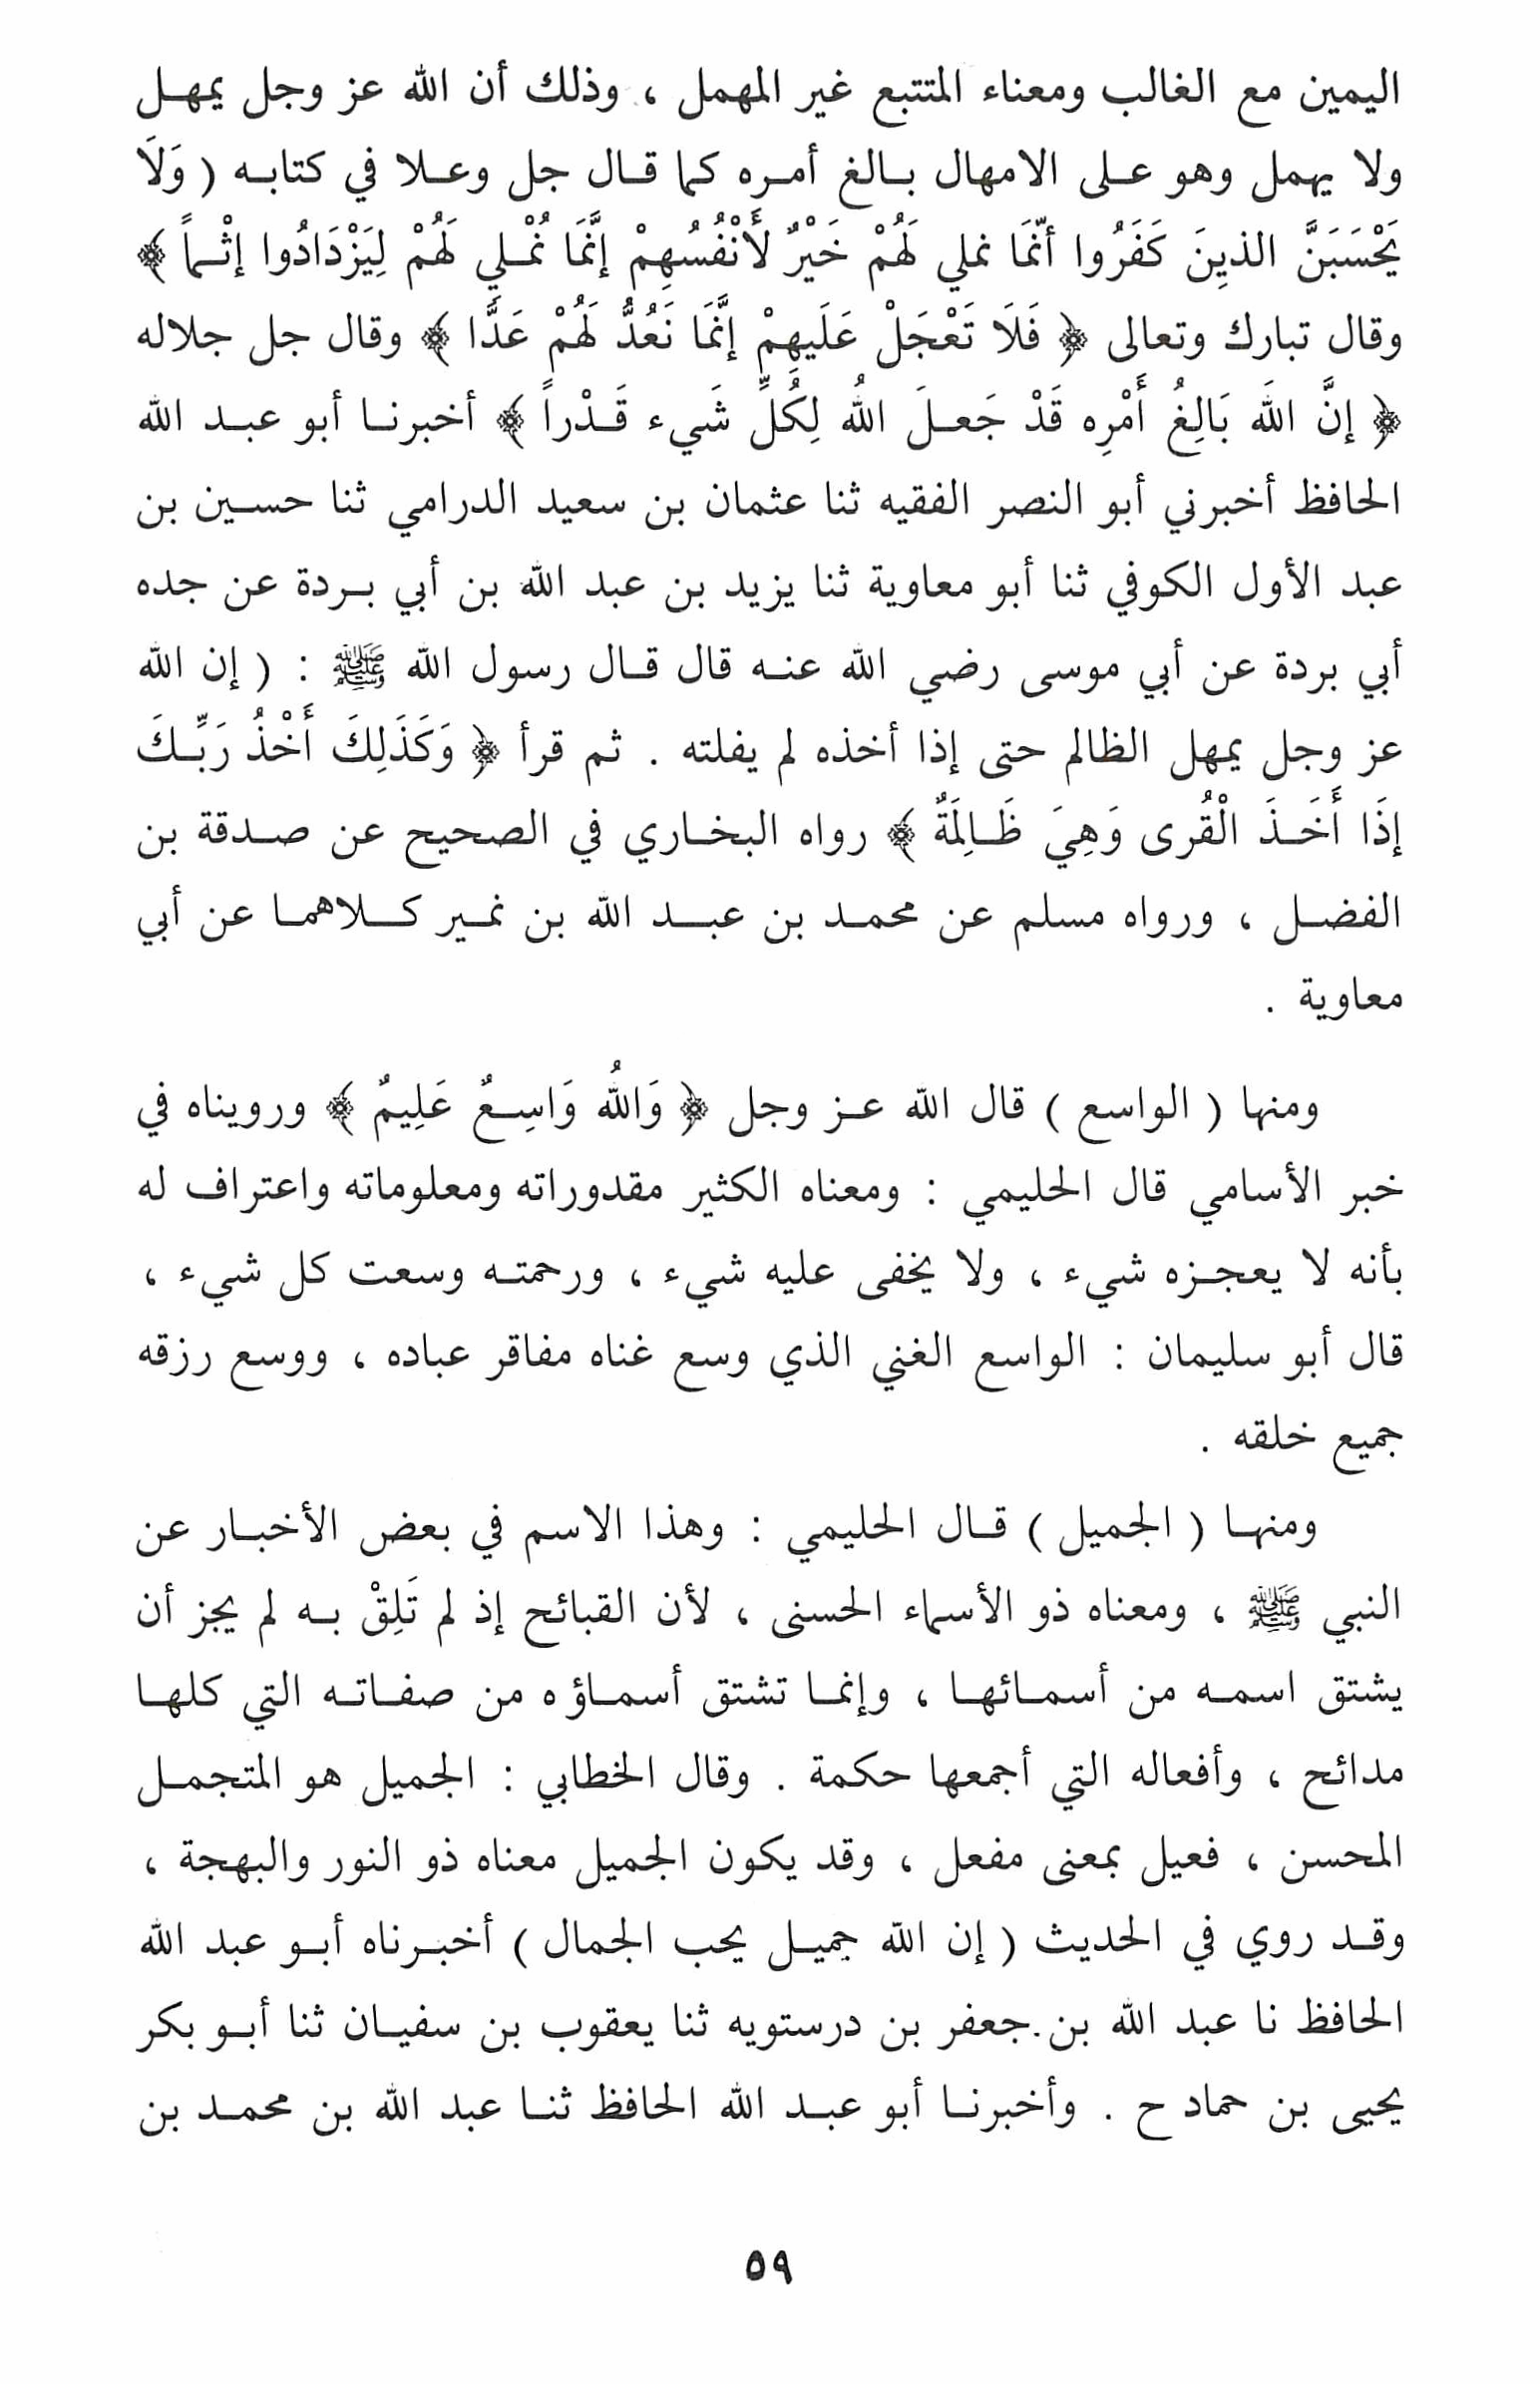 اليمين مع الغالب ومعناء المتتبع غير المهمل ، وذلك أن الله عز وجل يمهل
ولا يهمل وهو على الامهال بالغ أمره كما قال جل وعلا في كتابه ( وَلَا
يَحْسَبَنَّ الذيِنَ كَفَرُوا أنّمَا نملي لَهُمْ خَيْرٌ لأَنْفُسُهِمْ إنَّمَا نُمْلِي لَهُمْ لِيَزْدَادُوا إثْماً ﴾
وقال تبارك وتعالى ﴿ فَلَا تَعْجَلْ عَلَيهِمْ إنَّمَا نَعُدُّ لَهُمْ عَدًّا ﴾ وقال جل جلاله
﴿ إنَّ اللهَ بَالِغُ أَمْرِه قَدْ جَعلَ اللهُ لِكُلِّ شَيء قَدْراً ﴾ أخبرنا أبو عبد الله
الحافظ أخبرني أبو النصر الفقيه ثنا عثمان بن سعيد الدرامي ثنا حسين بن
عبد الأول الكوفي ثنا أبو معاوية ثنا يزيد بن عبد الله بن أبي بردة عن جده
أبي بردة عن أبي موسى رضي الله عنه قال قال رسول الله ﷺ : ( إن الله
عز وجل يمهل الظالم حتى إذا أخذه لم يفلته . ثم قرأ ﴿ وَكَذَلِكَ أَخْذُ رَبِّكَ
إذَا أَخَذَ الْقُرى وَهِيَ ظَالِمَةٌ ﴾ رواه البخاري في الصحيح عن صدقة بن
الفضل ، ورواه مسلم عن محمد بن عبد الله بن نمير كلاهما عن أبي
معاوية .
ومنها ( الواسع ) قال الله عز وجل ﴿ وَاللهُ وَاسِعٌ عَلِيمٌ ﴾ ورويناه في
خبر الأسامي قال الحليمي : ومعناه الكثير مقدوراته ومعلوماته واعتراف له
بأنه لا يعجزه شيء ، ولا يخفى عليه شيء ، ورحمته وسعت كل شيء ،
قال أبو سليمان : الواسع الغني الذي وسع غناه مفاقر عباده ، ووسع رزقه
جميع خلقه .
ومنها ( الجميل ) قال الحليمي : وهذا الاسم في بعض الأخبار عن
النبي ﷺ ، ومعناه ذو الأسماء الحسنى ، لأن القبائح إذ لم تَلِقْ به لم يجز أن
يشتق اسمه من أسمائها ، وإنما تشتق أسماؤه من صفاته التي كلها
مدائح ، وأفعاله التي أجمعها حكمة . وقال الخطابي : الجميل هو المتجمل
المحسن ، فعيل بمعنى مفعل ، وقد يكون الجميل معناه ذو النور والبهجة ،
وقد روي في الحديث ( إن الله جميل يحب الجمال ) أخبرناه أبو عبد الله
الحافظ نا عبد الله بن جعفر بن درستويه ثنا يعقوب بن سفيان ثنا أبو بكر
يحيى بن حماد ح . وأخبرنا أبو عبد الله الحافظ ثنا عبد الله بن محمد بن
٥٩